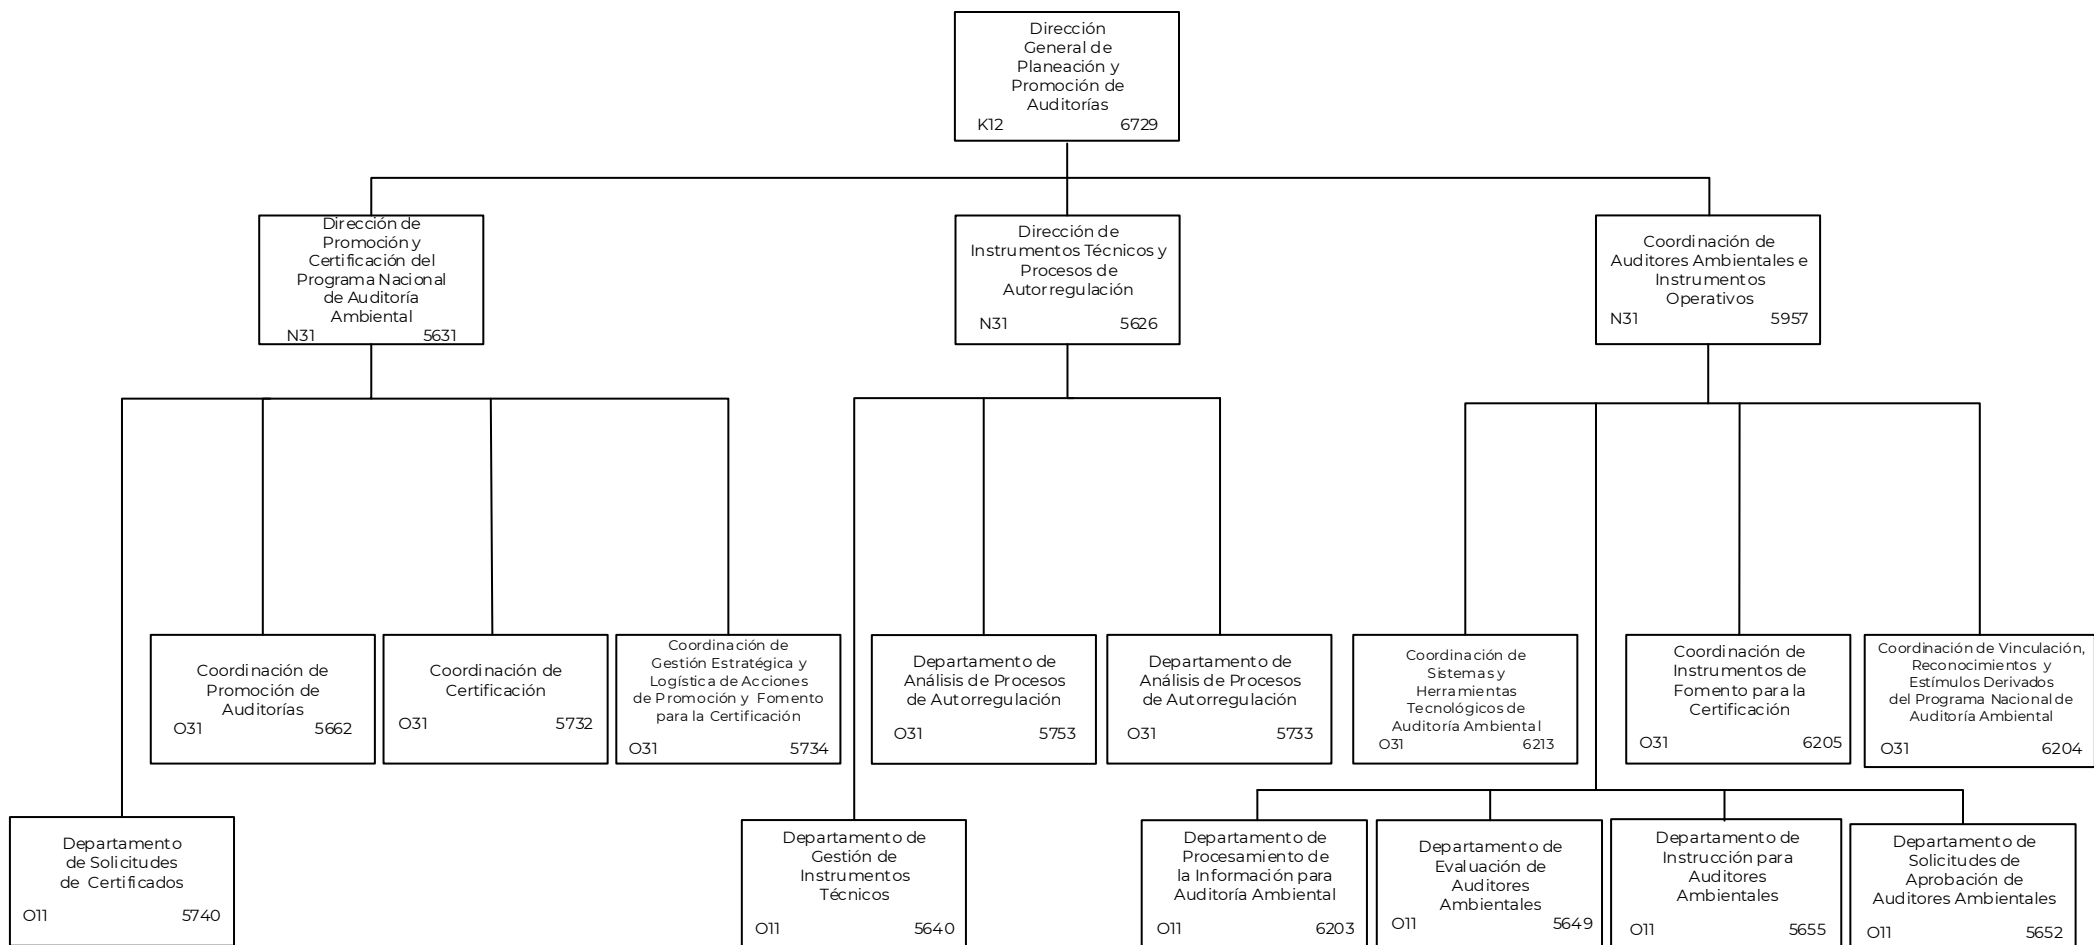 Dirección
General de
Planeación y
Promoción de
Auditorías
K12 6729
Dirección de
Promoción y
Certificación del
Programa Nacional
de Auditoría
Ambiental
N31 5631
Dirección de
Instrumentos Técnicos y
Procesos de
Autorregulación
N31 5626
Coordinación de
Auditores Ambientales e
Instrumentos
Operativos
N31 5957
Coordinación de
Promoción de
Auditorías
O31 5662
Coordinación de
Certificación
O31 5732
Coordinación de
Gestión Estratégica y
Logística de Acciones
de Promoción y Fomento
para la Certificación
O31 5734
Departamento de
Análisis de Procesos
de Autorregulación
O31 5753
Departamento de
Análisis de Procesos
de Autorregulación
O31 5733
Coordinación de
Sistemas y
Herramientas
Tecnológicos de
Auditoría Ambiental
O31 6213
Coordinación de
Instrumentos de
Fomento para la
Certificación
O31 6205
Coordinación de Vinculación,
Reconocimientos y
Estímulos Derivados
del Programa Nacional de
Auditoría Ambiental
O31 6204
Departamento
de Solicitudes
de Certificados
O11 5740
Departamento de
Gestión de
Instrumentos
Técnicos
O11 5640
Departamento de
Procesamiento de
la Información para
Auditoría Ambiental
O11 6203
Departamento de
Evaluación de
Auditores
Ambientales
O11 5649
Departamento de
Instrucción para
Auditores
Ambientales
O11 5655
Departamento de
Solicitudes de
Aprobación de
Auditores Ambientales
O11 5652